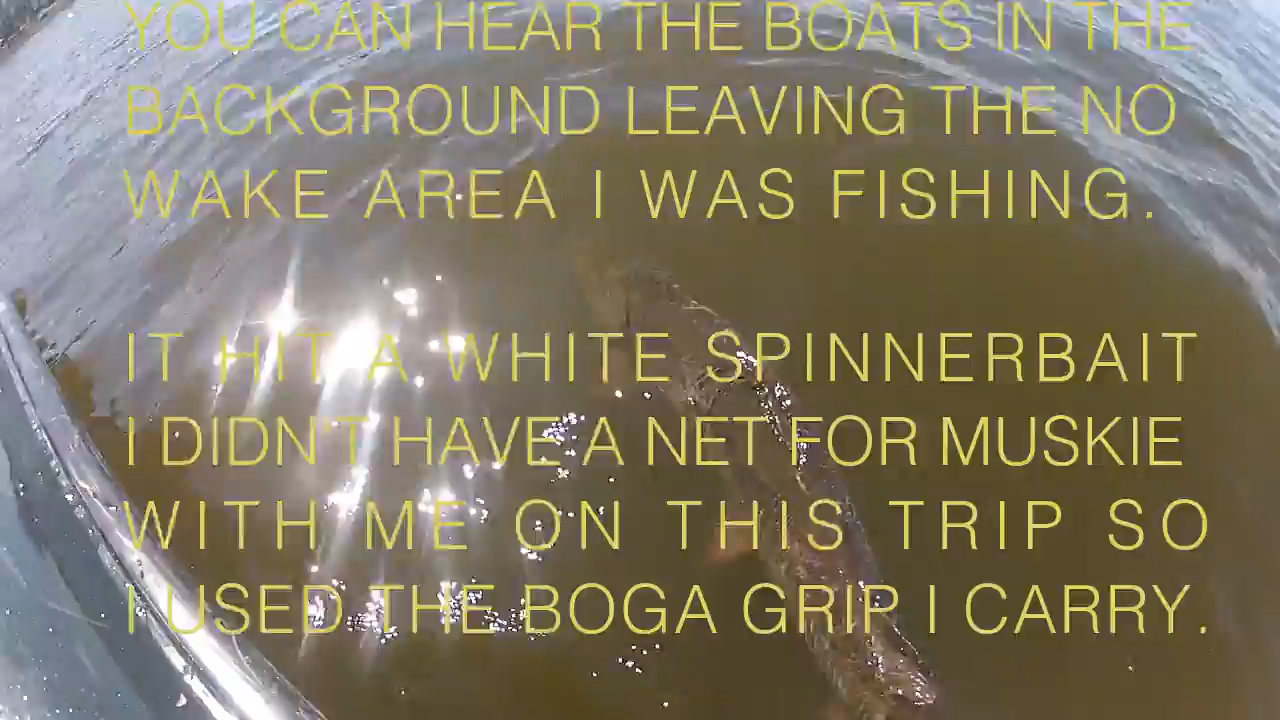 YOU CAN HEAR THE BOATS IN THE
BACKGROUND LEAVING THE NO
WAKE AREA I WAS FISHING.
IT HIT A WHITE SPINNERBAIT
I DIDN'T HAVE A NET FOR MUSKIE
WITH ME ON THIS TRIP SO
I USED THE BOGA GRIP I CARRY.